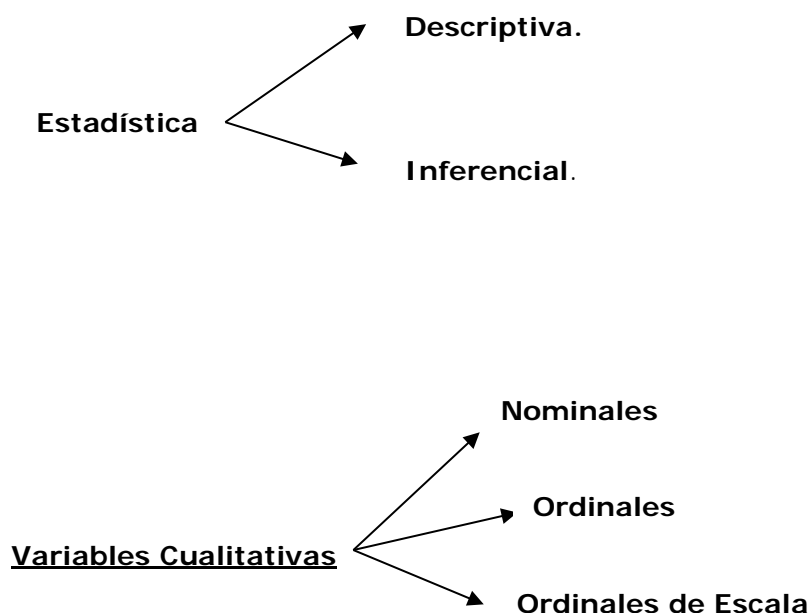 Descriptiva.
Estadística
Inferencial.
Nominales
Ordinales
Variables Cualitativas
Ordinales de Escala